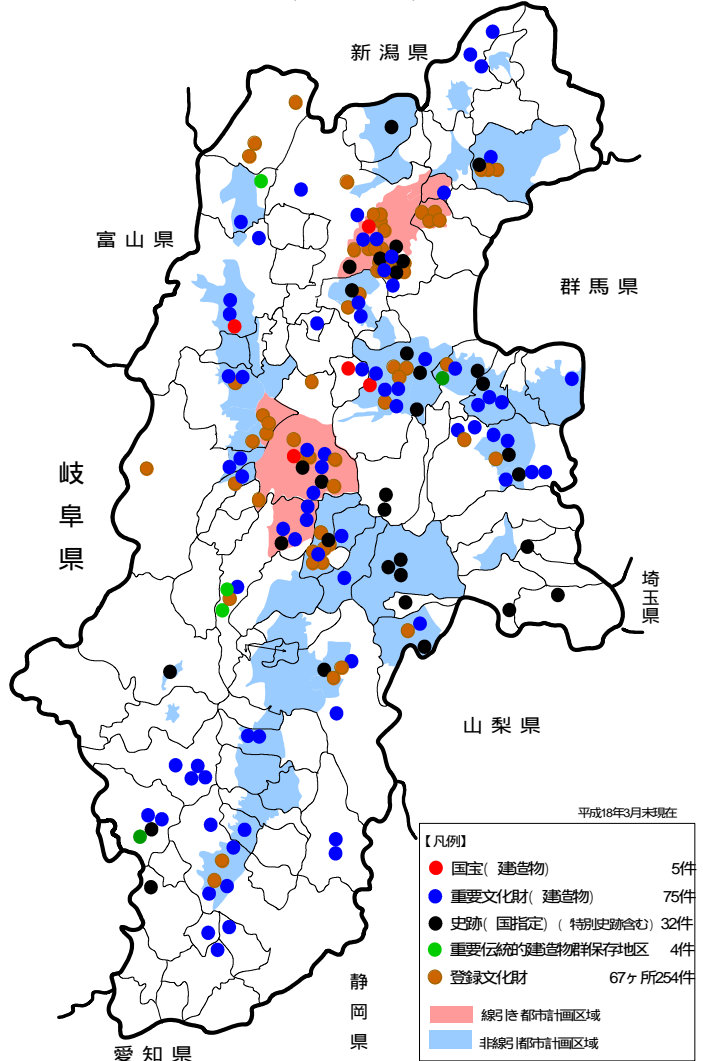 新潟県
富山県
群馬県
岐阜県
埼玉県
山梨県
平成18年3月末現在
【凡例】
国宝(建造物) 5件
重要文化財(建造物) 75件
史跡(国指定)(特別史跡含む) 32件
重要伝統的建造物群保存地区 4件
登録文化財 67ヶ所254件
線引き都市計画区域
非線引都市計画区域
静岡県
愛知県